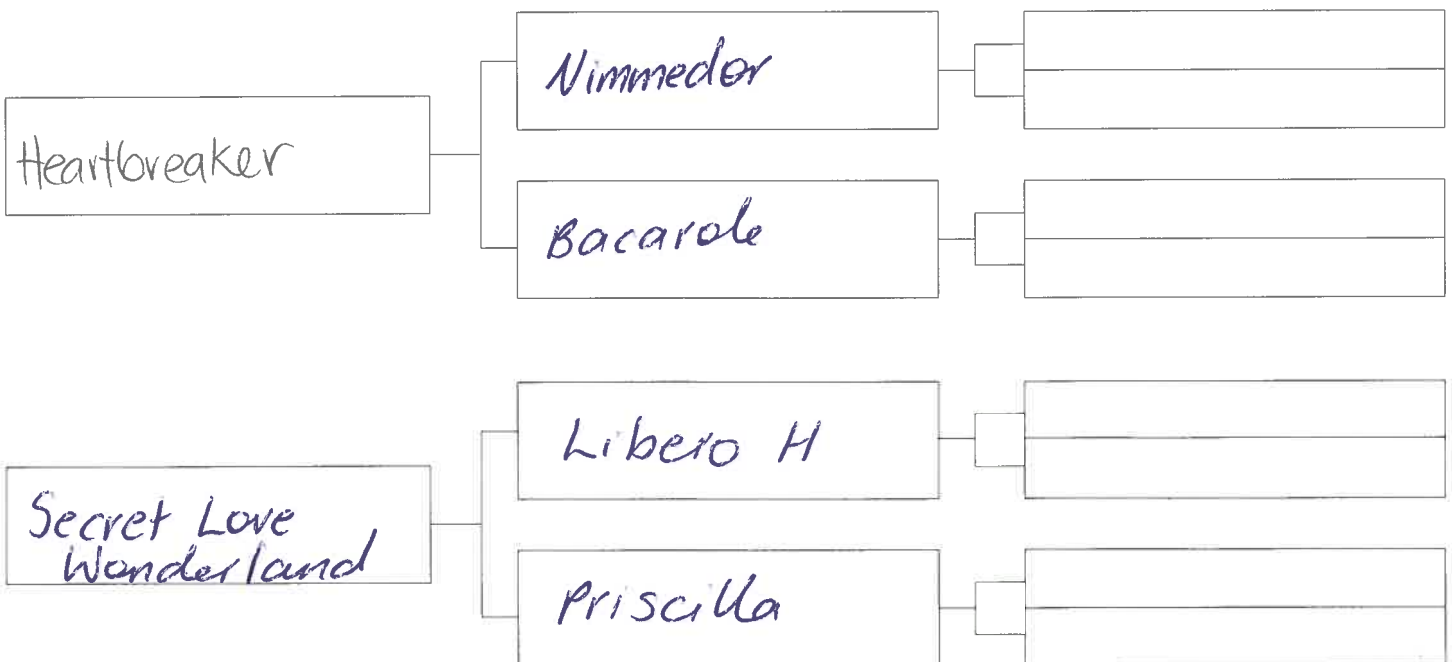 Nimmedor
Heartbreaker
Bacarole
Libero H
Secret Love
Wonderland
Priscilla